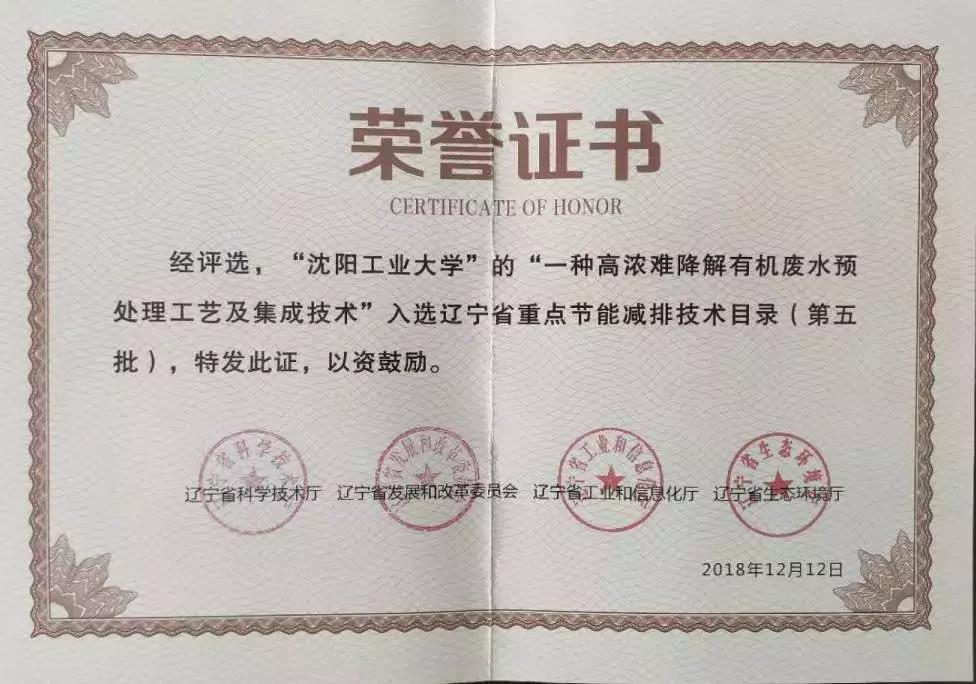 荣誉证书
CERTIFICATE OF HONOR
经评选，“沈阳工业大学”的“一种高浓难降解有机废水预
处理工艺及集成技术”入选辽宁省重点节能减排技术目录（第五
批），特发此证，以资鼓励。
辽宁省科学技术厅 辽宁省发展和改革委员会 辽宁省工业和信息化厅 辽宁省生态环境厅
2018年12月12日